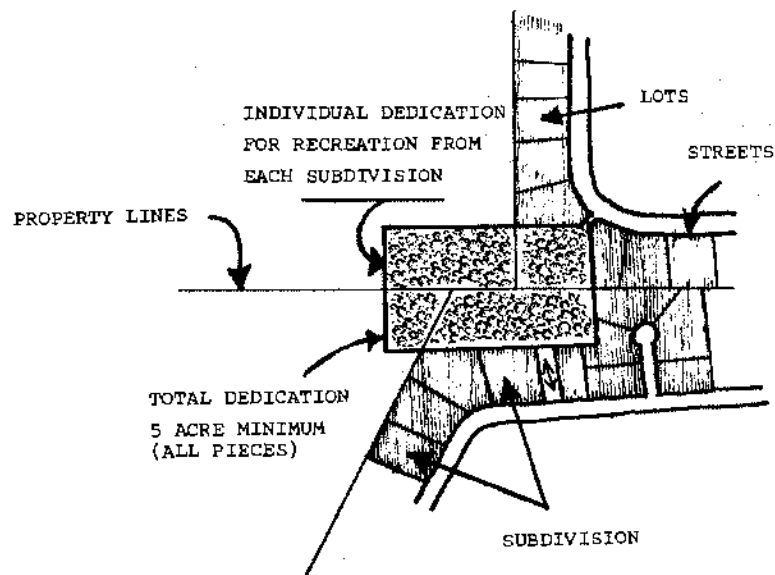 INDIVIDUAL DEDICATION
FOR RECREATION FROM
EACH SUBDIVISION
LOTS
STREETS
PROPERTY LINES
TOTAL DEDICATION
5 ACRE MINIMUM
(ALL PIECES)
SUBDIVISION